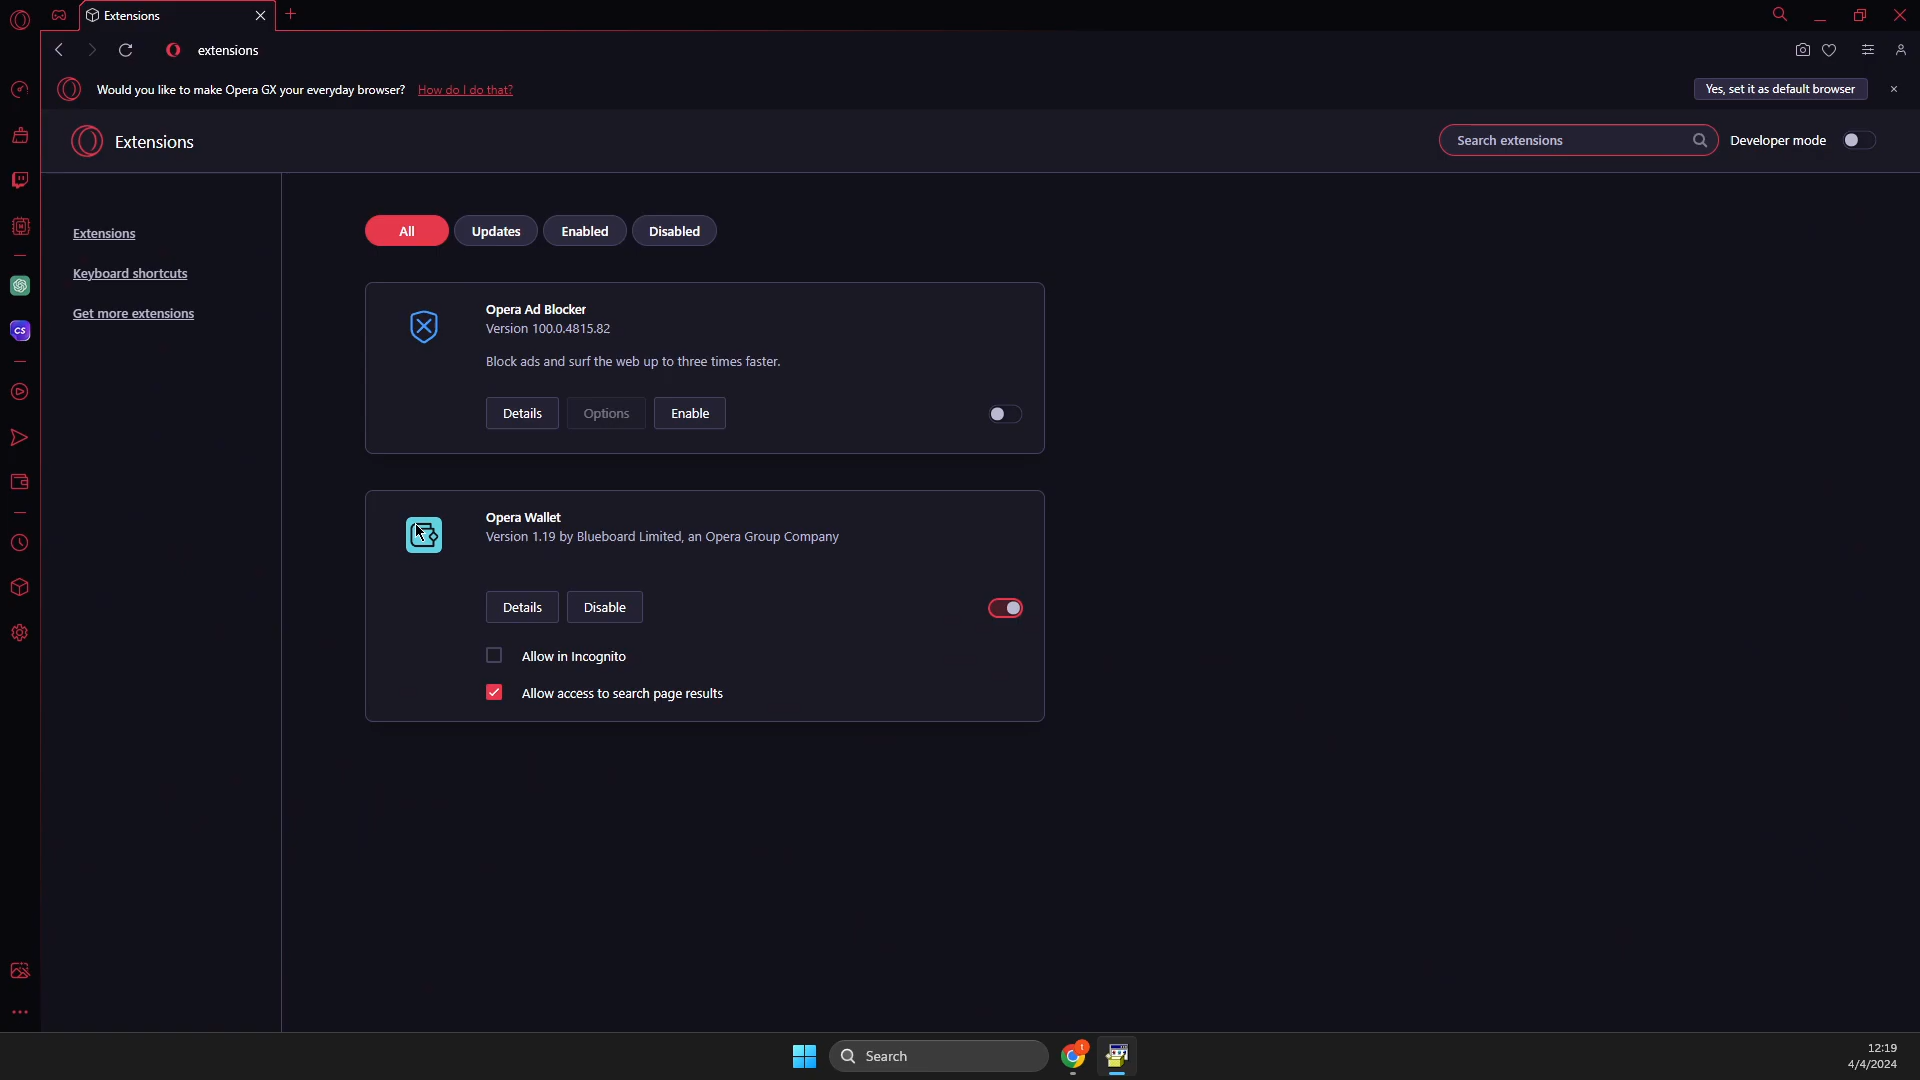 Extensions
extensions
Would you like to make Opera GX your everyday browser? How do I do that?
Yes, set it as default browser
Extensions
Search extensions
Developer mode
Extensions
Keyboard shortcuts
Get more extensions
All
Updates
Enabled
Disabled
Opera Ad Blocker
Version 100.0.4815.82
Block ads and surf the web up to three times faster.
Details
Options
Enable
Opera Wallet
Version 1.19 by Blueboard Limited, an Opera Group Company
Details
Disable
Allow in Incognito
Allow access to search page results
CS
Search
t
12:19
4/4/2024